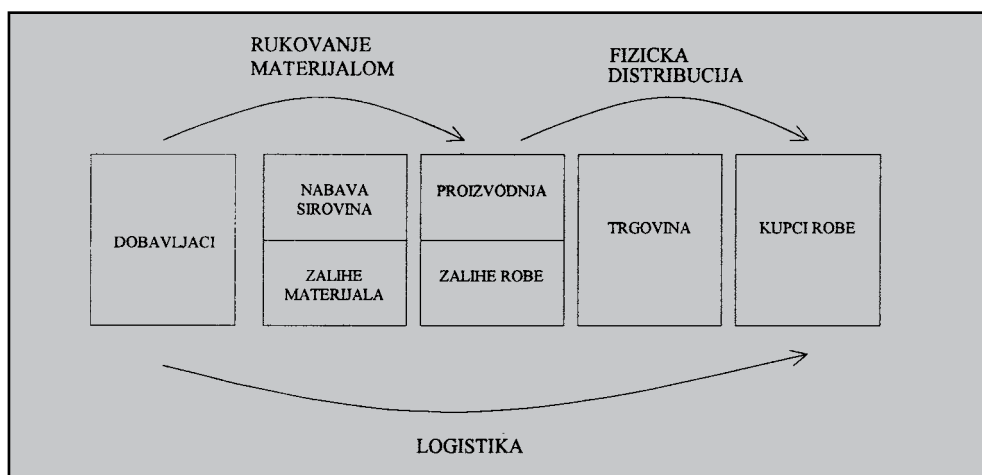 RUKOVANJE
MATERIJALOM
FIZICKA
DISTRIBUCIJA
DOBAVLJACI
NABAVA
SIROVINA
ZALIHE
MATERIJALA
PROIZVODNJA
ZALIHE ROBE
TRGOVINA
KUPCI ROBE
LOGISTIKA